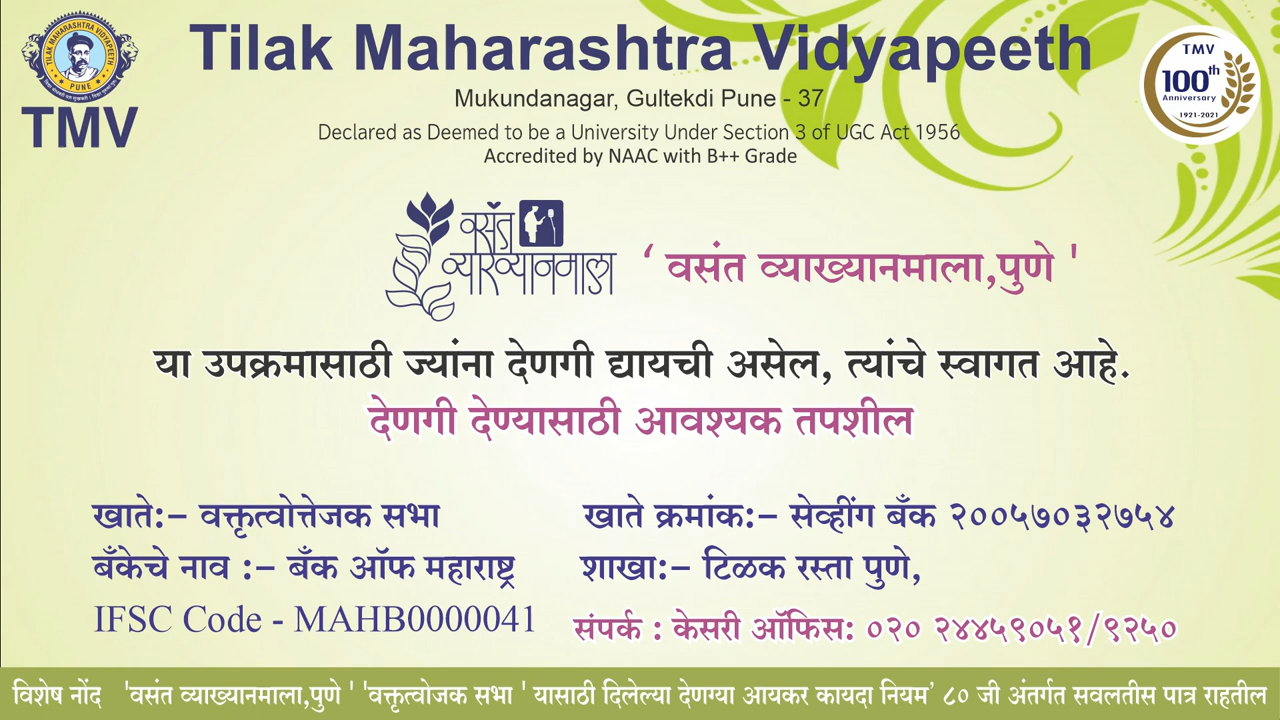 TILAK MAHARASHTRA VIDYAPEETH
PUNE
TMV
Tilak Maharashtra Vidyapeeth
Mukundanagar, Gultekdi Pune - 37
Declared as Deemed to be a University Under Section 3 of UGC Act 1956
Accredited by NAAC with B++ Grade
TMV
100th
Anniversary
1921-2021
वसंत
व्याख्यानमाला
‘ वसंत व्याख्यानमाला,पुणे '
या उपक्रमासाठी ज्यांना देणगी द्यायची असेल, त्यांचे स्वागत आहे.
देणगी देण्यासाठी आवश्यक तपशील
खाते:– वक्तृत्वोत्तेजक सभा
खाते क्रमांक:– सेव्हींग बँक २००५७०३२७५४
बँकेचे नाव :– बँक ऑफ महाराष्ट्र
शाखा:– टिळक रस्ता पुणे,
IFSC Code - MAHB0000041
संपर्क : केसरी ऑफिस: ०२० २४४५९०५१/९२५०
विशेष नोंद 'वसंत व्याख्यानमाला,पुणे ' 'वक्तृत्वोजक सभा ' यासाठी दिलेल्या देणग्या आयकर कायदा नियम’ ८० जी अंतर्गत सवलतीस पात्र राहतील